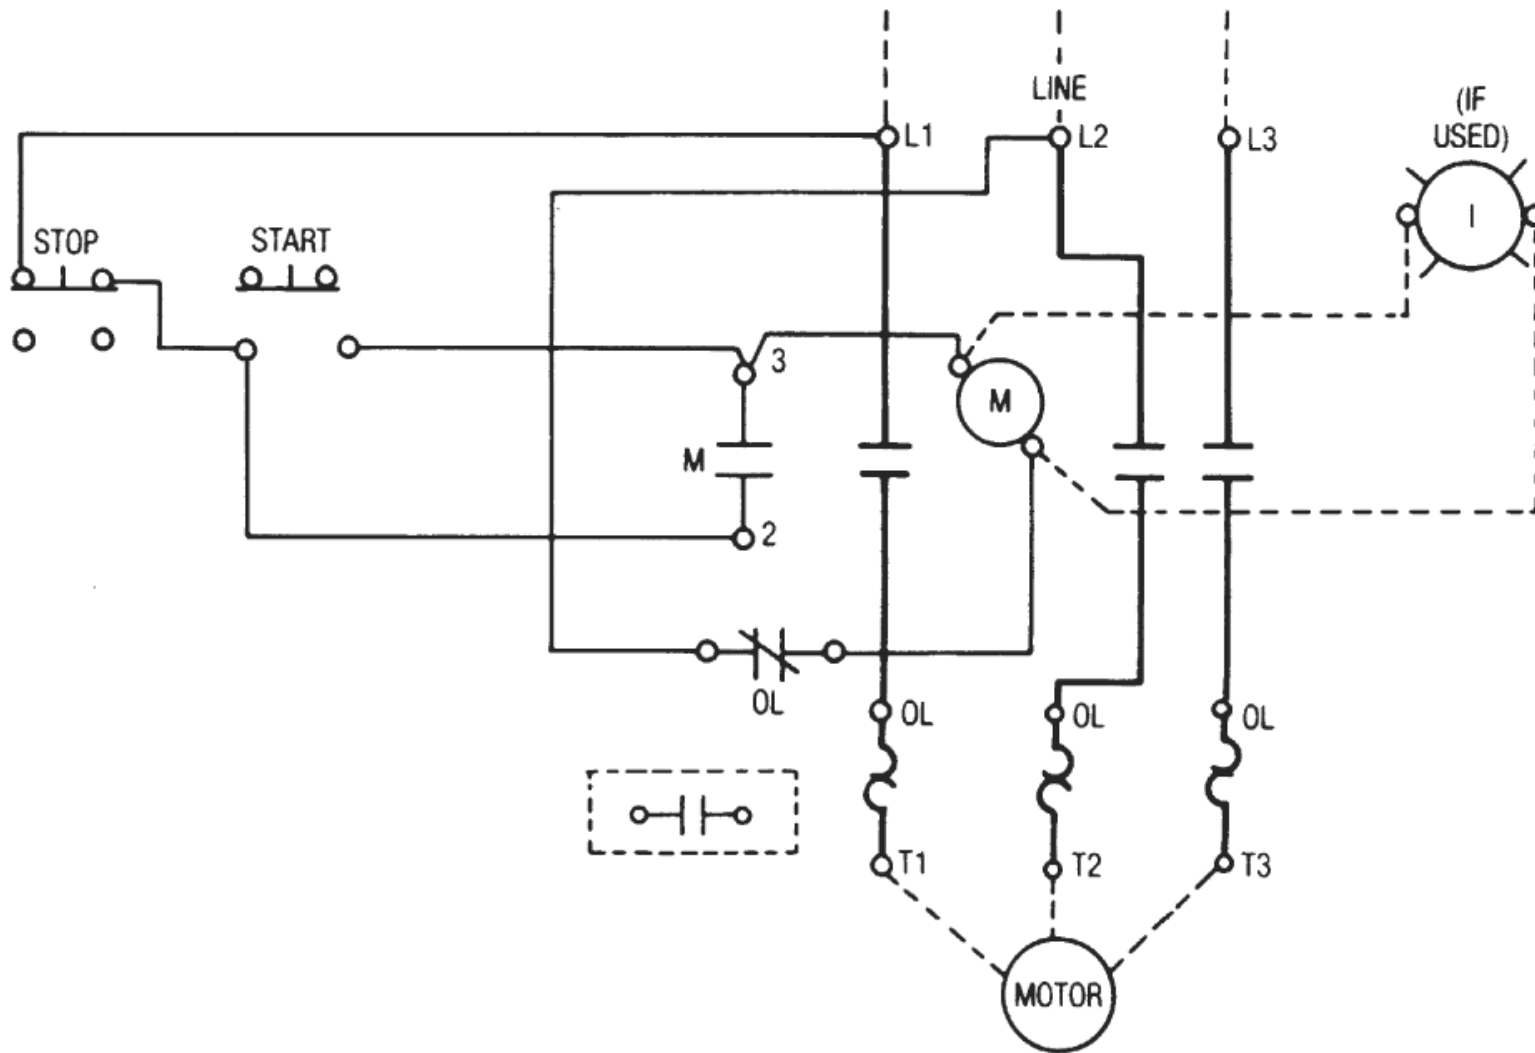 LINE
(IF
USED)
L1
L2
L3
I
STOP
START
3
M
M
2
OL
OL
OL
OL
T1
T2
T3
MOTOR